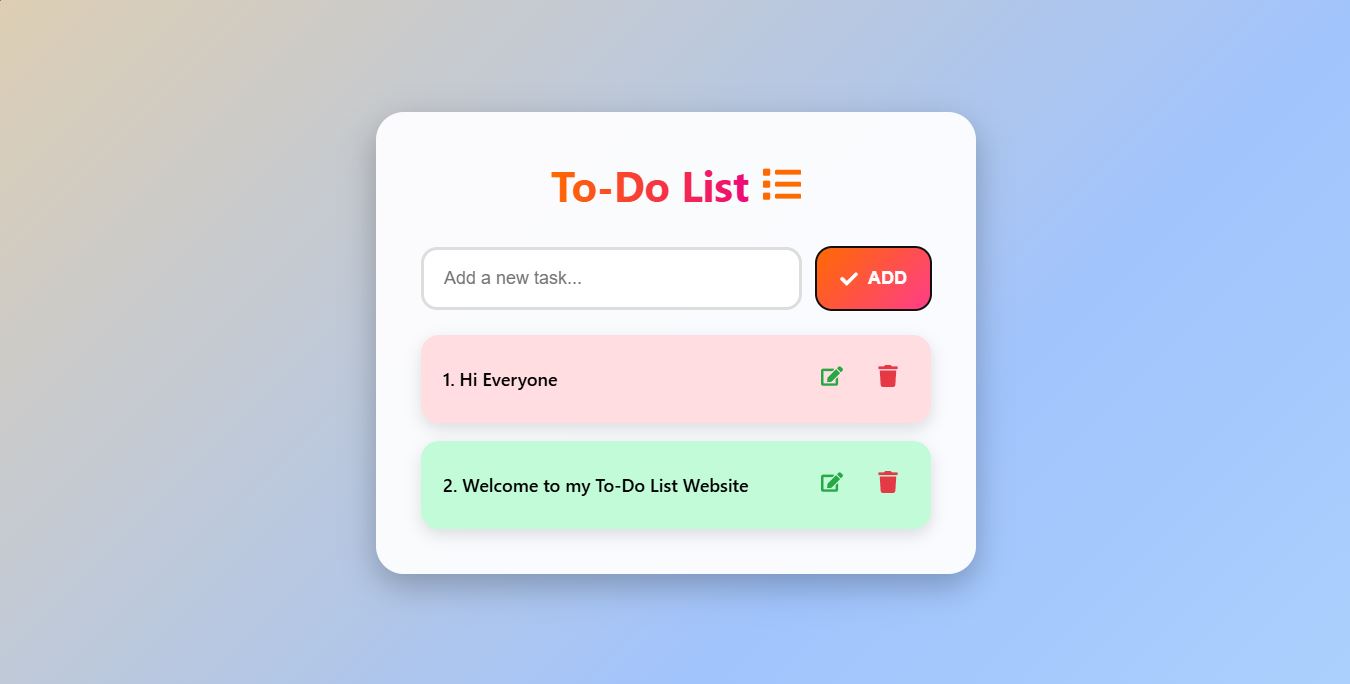 To-Do List
Add a new task...
ADD
1. Hi Everyone
2. Welcome to my To-Do List Website